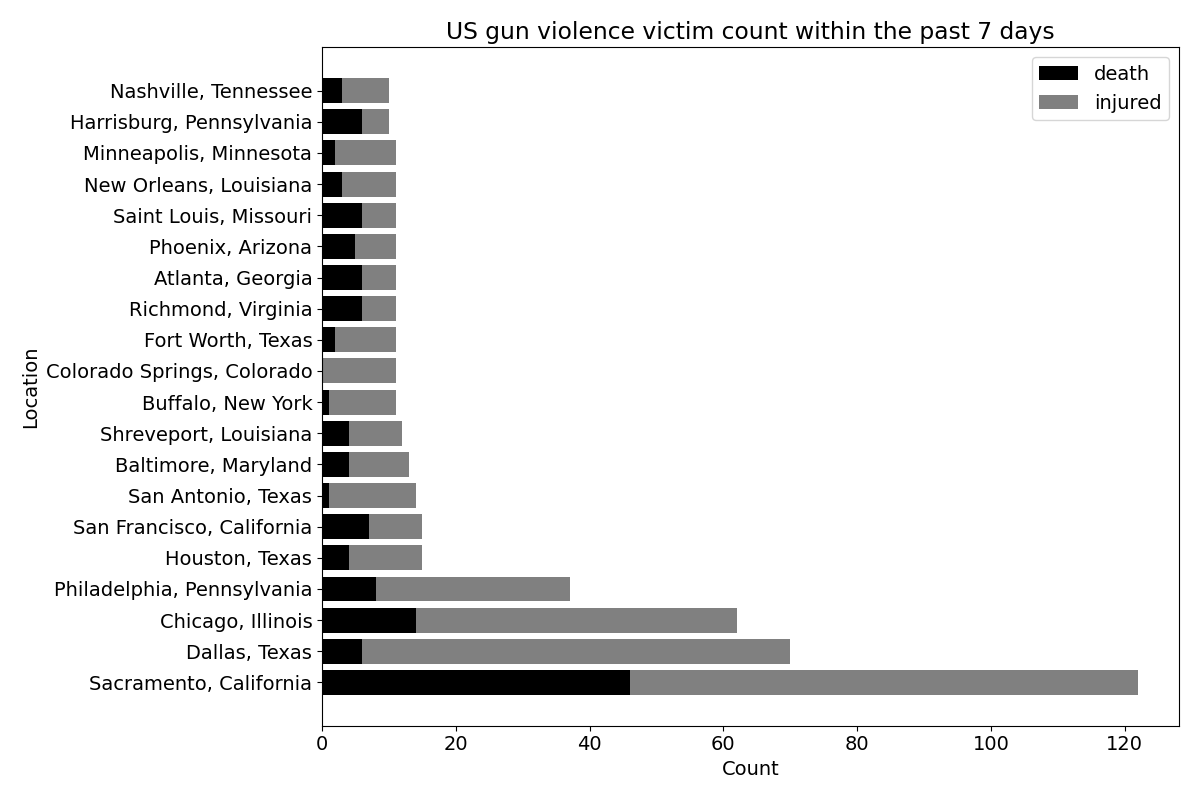 US gun violence victim count within the past 7 days
death
injured
Nashville, Tennessee
Harrisburg, Pennsylvania
Minneapolis, Minnesota
New Orleans, Louisiana
Saint Louis, Missouri
Phoenix, Arizona
Atlanta, Georgia
Richmond, Virginia
Fort Worth, Texas
Colorado Springs, Colorado
Buffalo, New York
Shreveport, Louisiana
Baltimore, Maryland
San Antonio, Texas
San Francisco, California
Houston, Texas
Philadelphia, Pennsylvania
Chicago, Illinois
Dallas, Texas
Sacramento, California
Location
0 20 40 60 80 100 120
Count